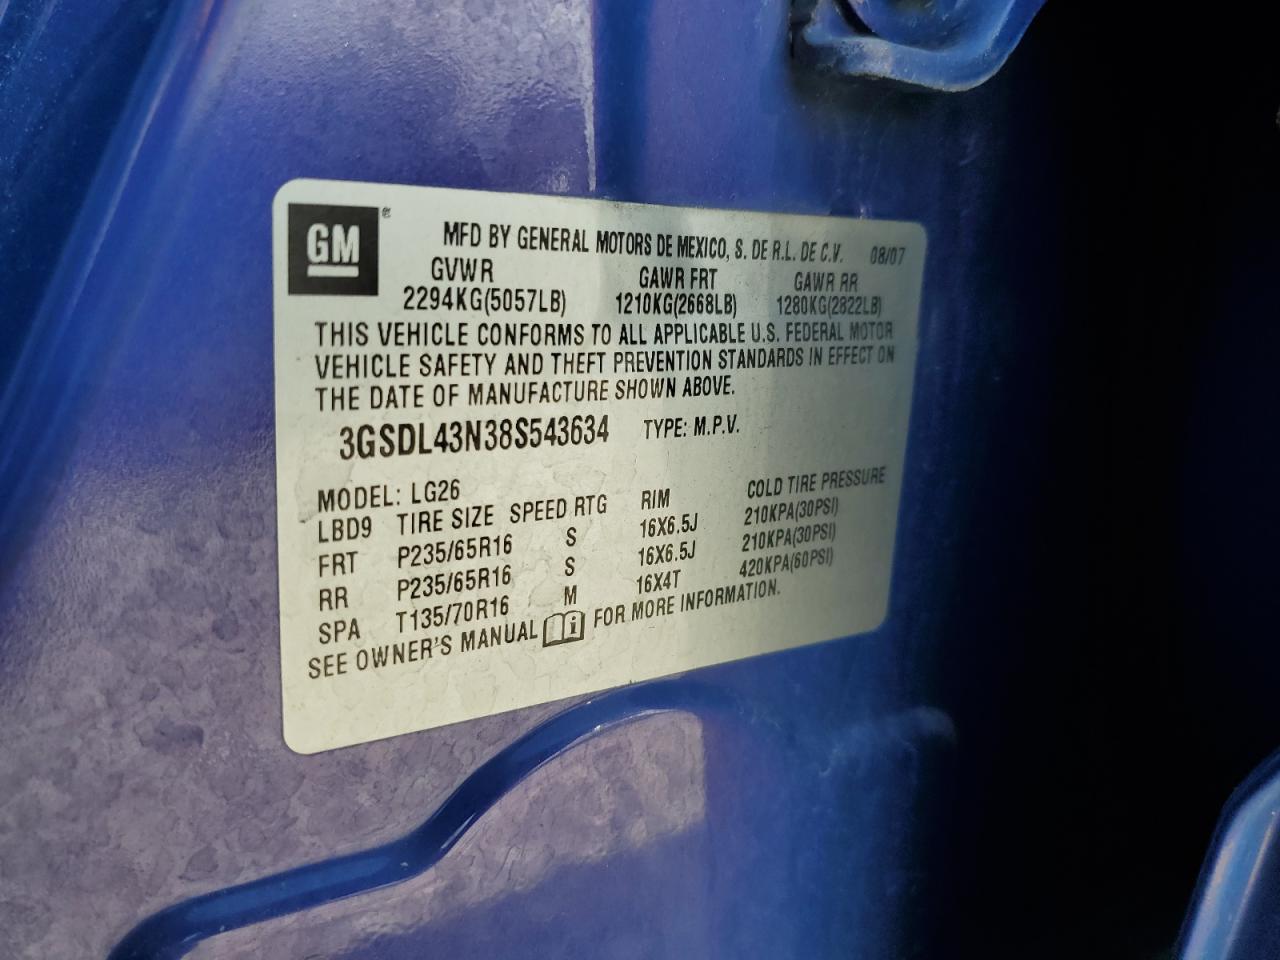 GM®
MFD BY GENERAL MOTORS DE MEXICO, S. DE R.L. DE C.V. 08/07
GVWR GAWR FRT GAWR RR
2294KG(5057LB) 1210KG(2668LB) 1280KG(2822LB)
THIS VEHICLE CONFORMS TO ALL APPLICABLE U.S. FEDERAL MOTOR
VEHICLE SAFETY AND THEFT PREVENTION STANDARDS IN EFFECT ON
THE DATE OF MANUFACTURE SHOWN ABOVE.
3GSDL43N38S543634 TYPE: M.P.V.
MODEL: LG26
LBD9 TIRE SIZE SPEED RTG RIM COLD TIRE PRESSURE
FRT P235/65R16 S 16X6.5J 210KPA(30PSI)
RR P235/65R16 S 16X6.5J 210KPA(30PSI)
SPA T135/70R16 M 16X4T 420KPA(60PSI)
SEE OWNER'S MANUAL i FOR MORE INFORMATION.